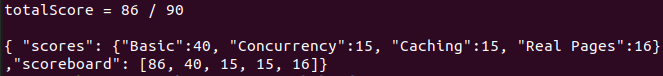 totalScore = 86 / 90
{ "scores": {"Basic":40, "Concurrency":15, "Caching":15, "Real Pages":16}
,"scoreboard": [86, 40, 15, 15, 16]}